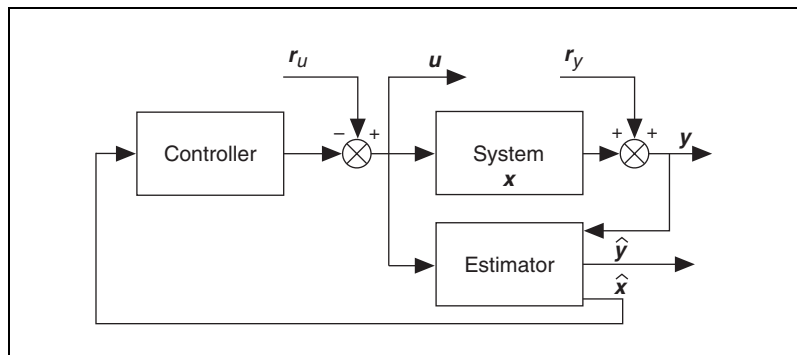 r_u
u
r_y
− +
+ +
y
Controller
System
x
Estimator
ŷ
x̂